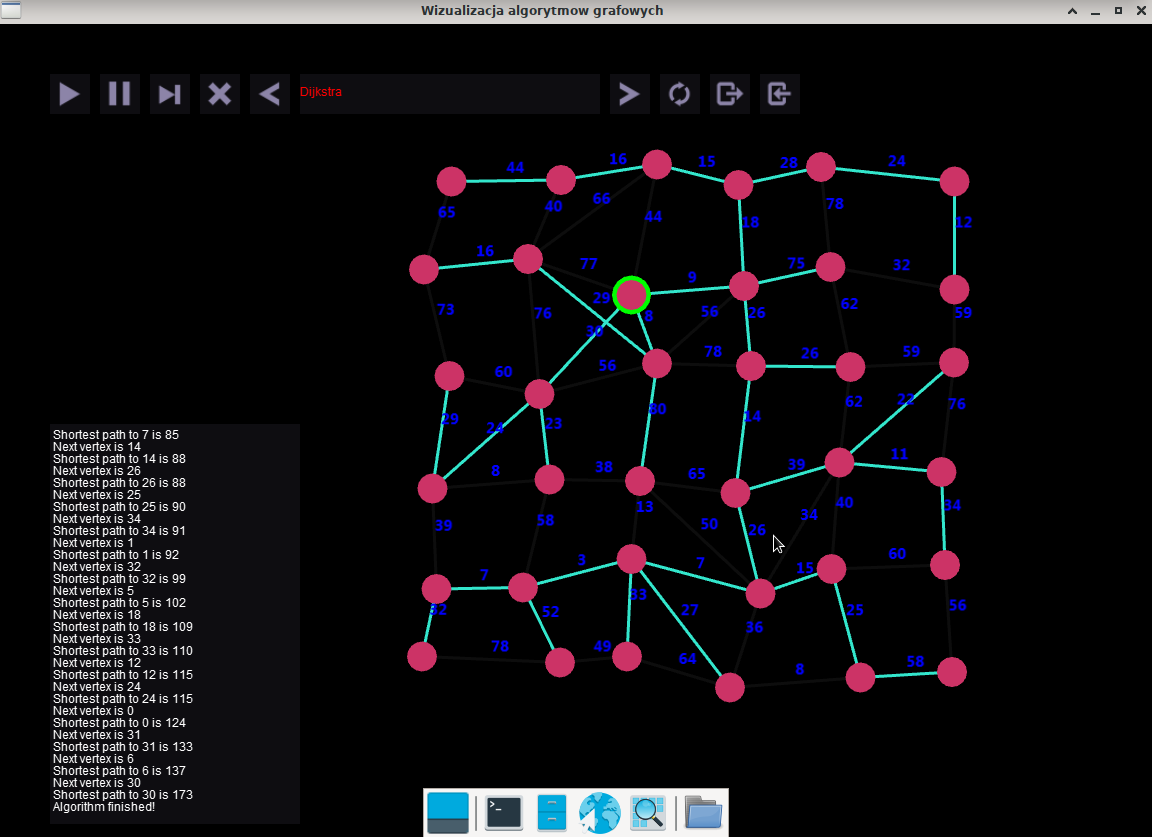 Wizualizacja algorytmow grafowych
Dijkstra
44
16
15
28
24
65
40
66
44
18
78
12
16
77
9
75
32
73
76
29
8
56
26
62
59
60
56
78
26
59
29
24
23
80
14
62
22
76
8
38
65
39
11
39
58
13
50
26
34
40
34
7
3
7
15
60
32
52
33
27
36
25
56
78
49
64
8
58
Shortest path to 7 is 85
Next vertex is 14
Shortest path to 14 is 88
Next vertex is 26
Shortest path to 26 is 88
Next vertex is 25
Shortest path to 25 is 90
Next vertex is 34
Shortest path to 34 is 91
Next vertex is 1
Shortest path to 1 is 92
Next vertex is 32
Shortest path to 32 is 99
Next vertex is 5
Shortest path to 5 is 102
Next vertex is 18
Shortest path to 18 is 109
Next vertex is 33
Shortest path to 33 is 110
Next vertex is 12
Shortest path to 12 is 115
Next vertex is 24
Shortest path to 24 is 115
Next vertex is 0
Shortest path to 0 is 124
Next vertex is 31
Shortest path to 31 is 133
Next vertex is 6
Shortest path to 6 is 137
Next vertex is 30
Shortest path to 30 is 173
Algorithm finished!